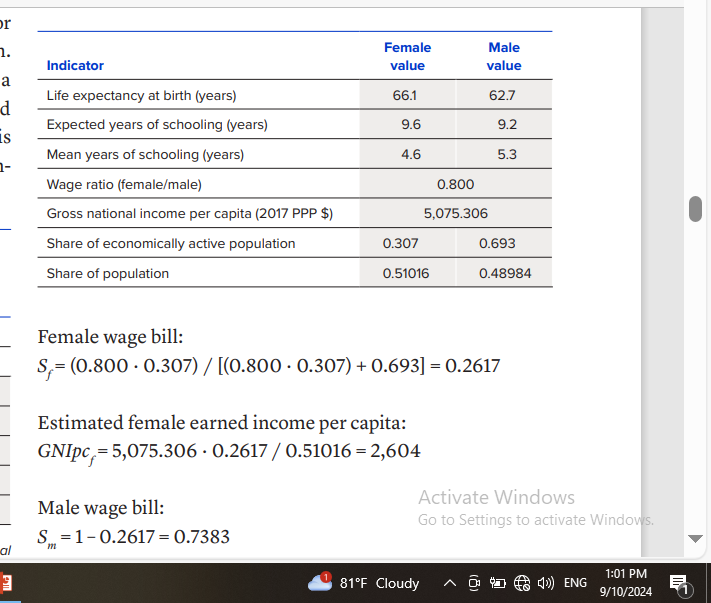 or
n.
a
d
is
n-
Female Male
Indicator value value
Life expectancy at birth (years) 66.1 62.7
Expected years of schooling (years) 9.6 9.2
Mean years of schooling (years) 4.6 5.3
Wage ratio (female/male) 0.800
Gross national income per capita (2017 PPP $) 5,075.306
Share of economically active population 0.307 0.693
Share of population 0.51016 0.48984
Female wage bill:
S_f = (0.800 · 0.307) / [(0.800 · 0.307) + 0.693] = 0.2617
Estimated female earned income per capita:
GNIpc_f = 5,075.306 · 0.2617 / 0.51016 = 2,604
Male wage bill:
S_m = 1 – 0.2617 = 0.7383
al
Activate Windows
Go to Settings to activate Windows.
1 81°F Cloudy ENG 1:01 PM
9/10/2024 1